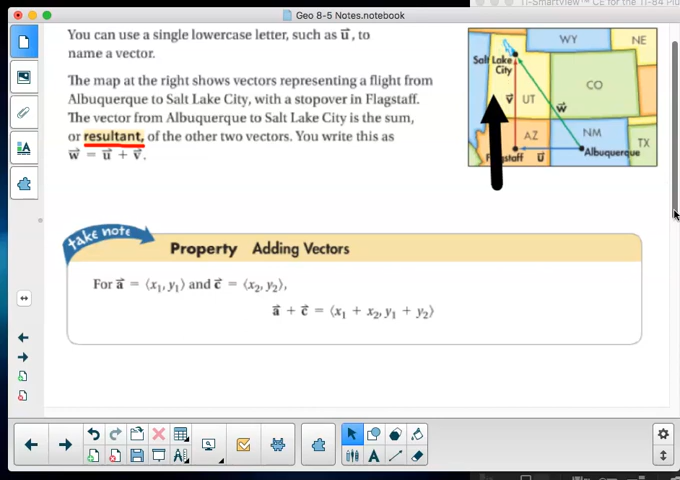 TI-SmartView™ CE for the TI-84 Pl
Geo 8-5 Notes.notebook
You can use a single lowercase letter, such as u⃗, to
name a vector.
The map at the right shows vectors representing a flight from
Albuquerque to Salt Lake City, with a stopover in Flagstaff.
The vector from Albuquerque to Salt Lake City is the sum,
or resultant, of the other two vectors. You write this as
w⃗ = u⃗ + v⃗.
WY
NE
Salt Lake
City
CO
v⃗
UT
w⃗
AZ
NM
TX
u⃗
Albuquerque
take note
Property Adding Vectors
For a⃗ = ⟨x₁, y₁⟩ and c⃗ = ⟨x₂, y₂⟩,
a⃗ + c⃗ = ⟨x₁ + x₂, y₁ + y₂⟩